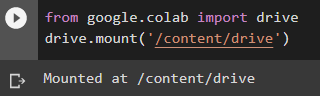 from google.colab import drive
drive.mount('/content/drive')
Mounted at /content/drive